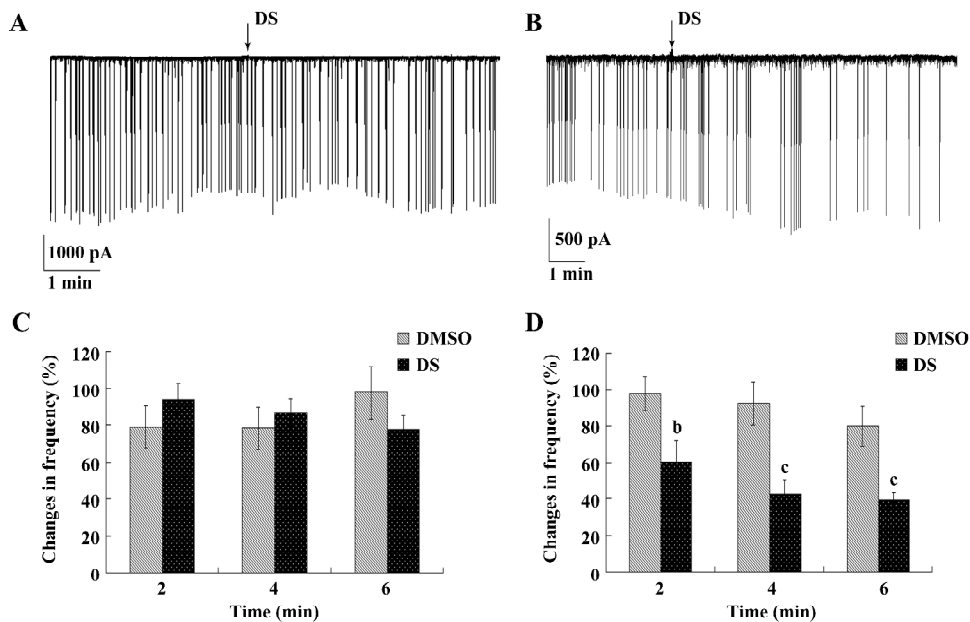 A
DS
1000 pA
1 min
B
DS
500 pA
1 min
C
DMSO
DS
Changes in frequency (%)
120
100
80
60
40
20
0
2 4 6
Time (min)
D
DMSO
DS
Changes in frequency (%)
120
100
80
60
40
20
0
b
c
c
2 4 6
Time (min)